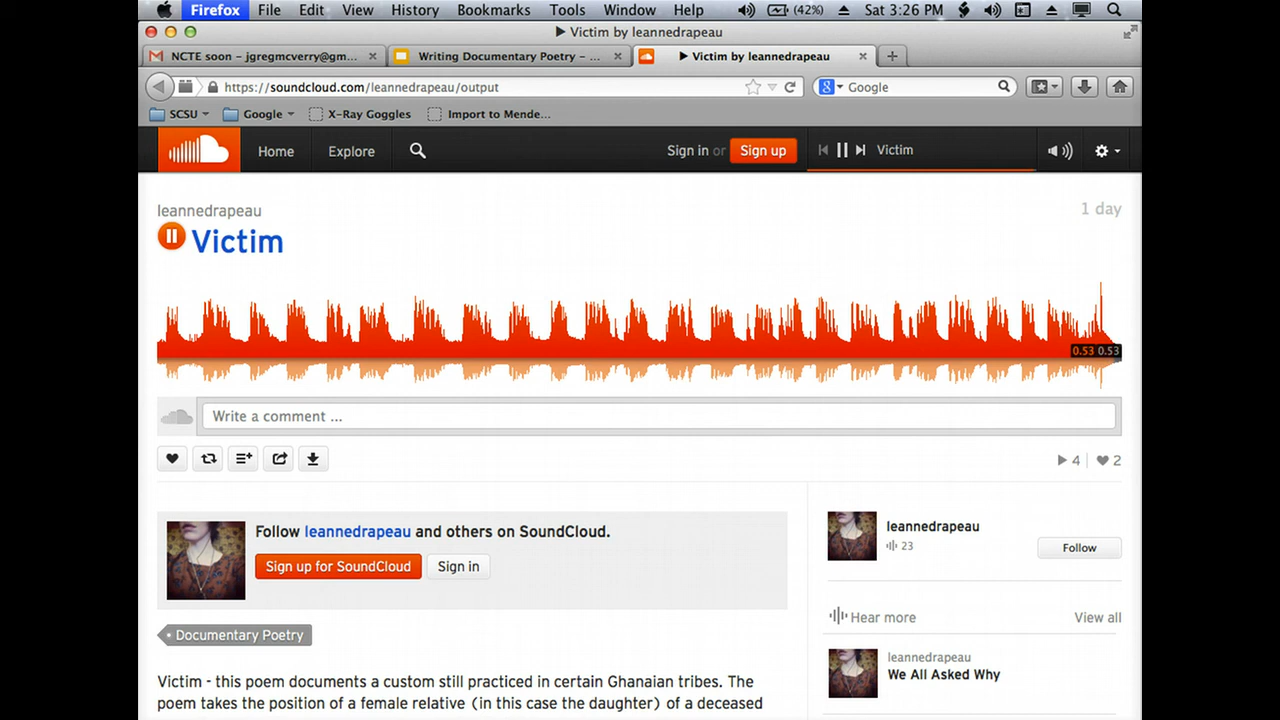 Firefox File Edit View History Bookmarks Tools Window Help (42%) Sat 3:26 PM
▶ Victim by leannedrapeau
NCTE soon – jgregmcverry@gm... Writing Documentary Poetry – ... ▶ Victim by leannedrapeau
https://soundcloud.com/leannedrapeau/output Google
SCSU Google X-Ray Goggles Import to Mende...
Home Explore Sign in or Sign up Victim
leannedrapeau 1 day
Victim
0.53 0.53
Write a comment ...
4 2
Follow leannedrapeau and others on SoundCloud.
Sign up for SoundCloud Sign in
leannedrapeau
23
Follow
Documentary Poetry
Hear more View all
leannedrapeau
We All Asked Why
Victim - this poem documents a custom still practiced in certain Ghanaian tribes. The
poem takes the position of a female relative (in this case the daughter) of a deceased